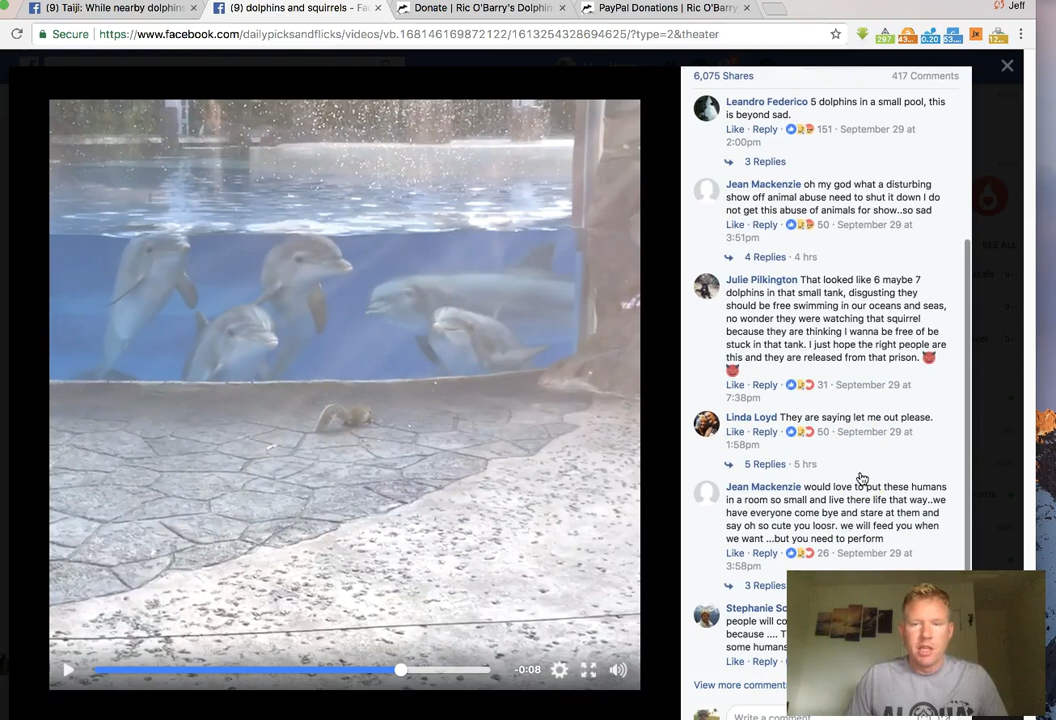 (9) Taiji: While nearby dolphins
(9) dolphins and squirrels - Fac
Donate | Ric O'Barry's Dolphin
PayPal Donations | Ric O'Barry
Jeff
Secure
https://www.facebook.com/dailypicksandflicks/videos/vb.168146169872122/1613254328694625/?type=2&theater
297
0.20
Jx
6,075 Shares
417 Comments
Leandro Federico 5 dolphins in a small pool, this
is beyond sad.
Like · Reply · 151 · September 29 at
2:00pm
3 Replies
Jean Mackenzie oh my god what a disturbing
show off animal abuse need to shut it down I do
not get this abuse of animals for show..so sad
Like · Reply · 50 · September 29 at
3:51pm
4 Replies · 4 hrs
Julie Pilkington That looked like 6 maybe 7
dolphins in that small tank, disgusting they
should be free swimming in our oceans and seas,
no wonder they were watching that squirrel
because they are thinking I wanna be free of be
stuck in that tank. I just hope the right people are
this and they are released from that prison.
Like · Reply · 31 · September 29 at
7:38pm
Linda Loyd They are saying let me out please.
Like · Reply · 50 · September 29 at
1:58pm
5 Replies · 5 hrs
Jean Mackenzie would love to put these humans
in a room so small and live there life that way..we
have everyone come bye and stare at them and
say oh so cute you loosr. we will feed you when
we want ...but you need to perform
Like · Reply · 26 · September 29 at
3:58pm
3 Replies
Stephanie Sc
people will co
because .... T
some humans
Like · Reply ·
View more comments
Write a comment
-0:08
SEE ALL
ALOHA